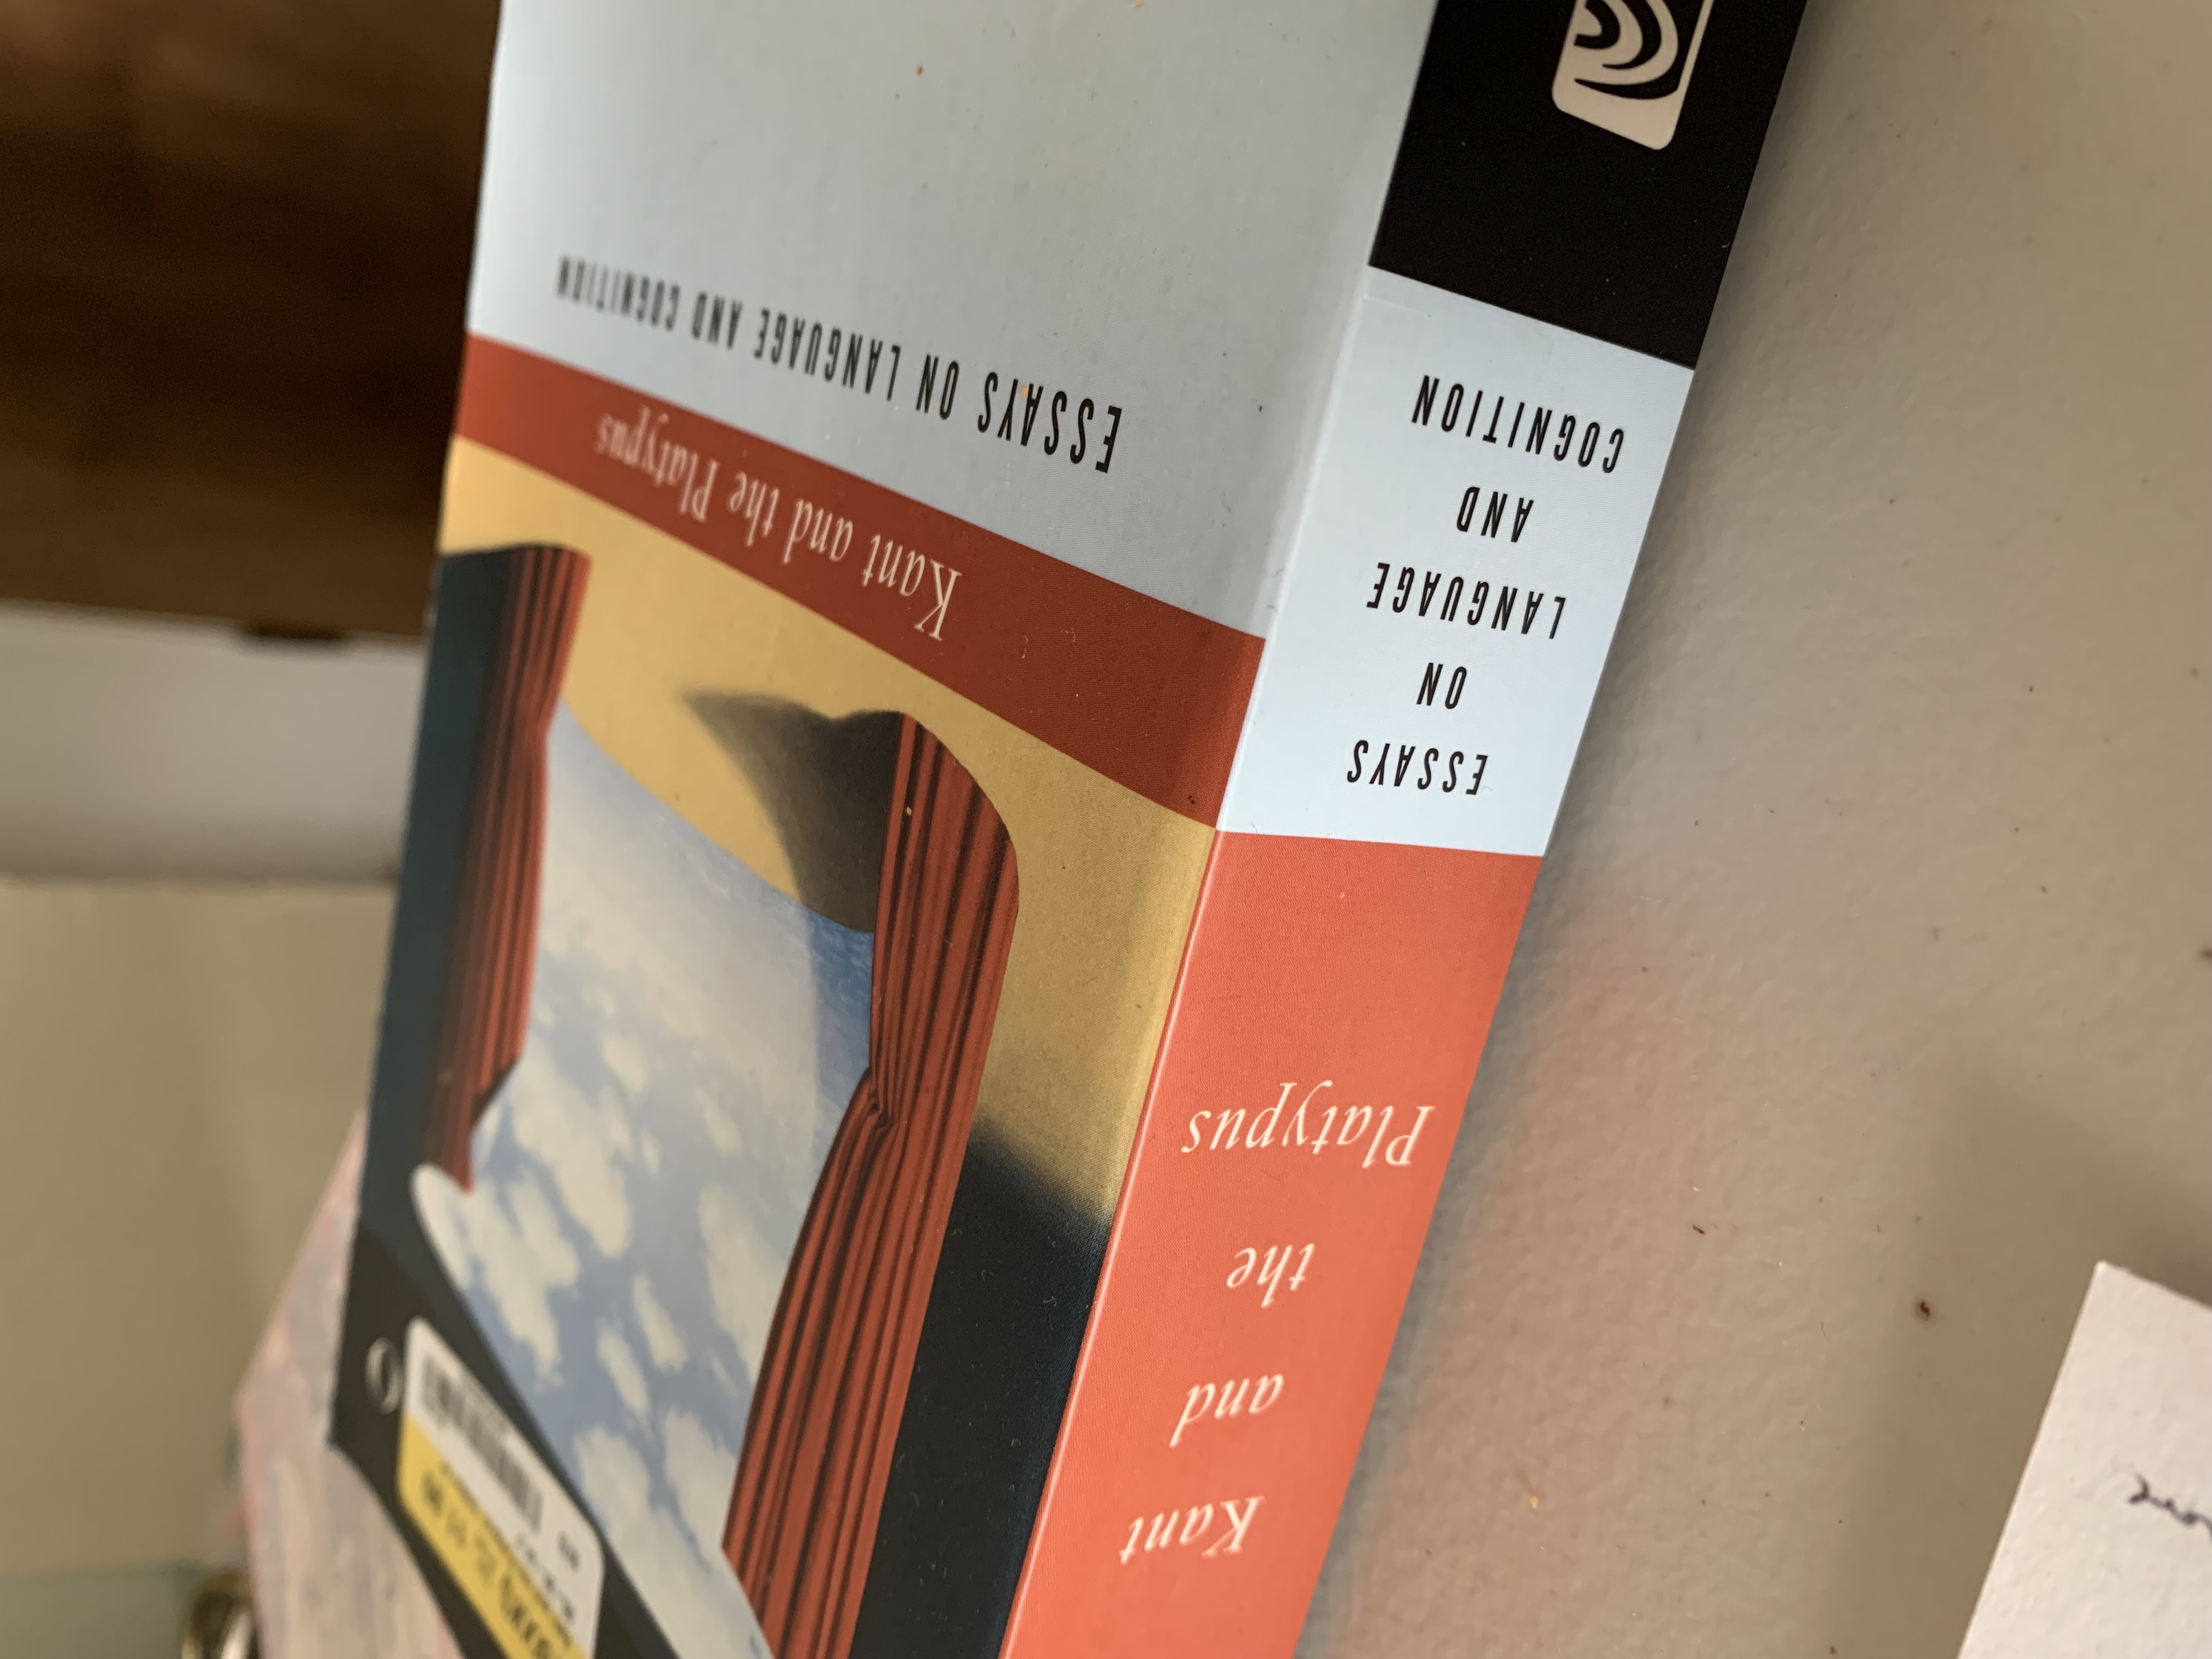 Kant and the Platypus
ESSAYS ON LANGUAGE AND COGNITION
Kant
and
the
Platypus
ESSAYS
ON
LANGUAGE
AND
COGNITION